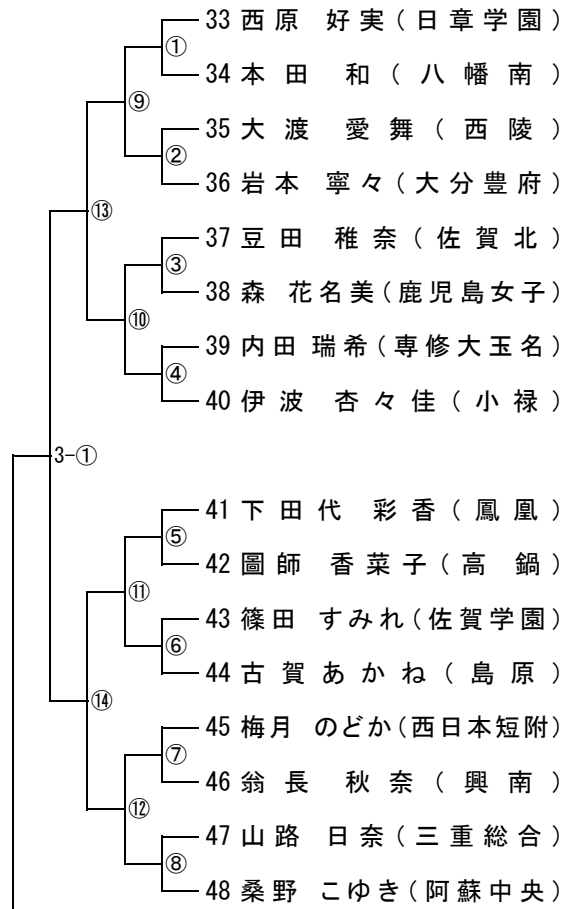 33 西原 好実(日章学園)
①
34 本田 和(八幡南)
⑨
35 大渡 愛舞(西陵)
②
36 岩本 寧々(大分豊府)
⑬
37 豆田 稚奈(佐賀北)
③
38 森 花名美(鹿児島女子)
⑩
39 内田 瑞希(専修大玉名)
④
40 伊波 杏々佳(小禄)
3-①
41 下田代 彩香(鳳凰)
⑤
42 圖師 香菜子(高鍋)
⑪
43 篠田 すみれ(佐賀学園)
⑥
44 古賀あかね(島原)
⑭
45 梅月 のどか(西日本短附)
⑦
46 翁長 秋奈(興南)
⑫
47 山路 日奈(三重総合)
⑧
48 桑野 こゆき(阿蘇中央)